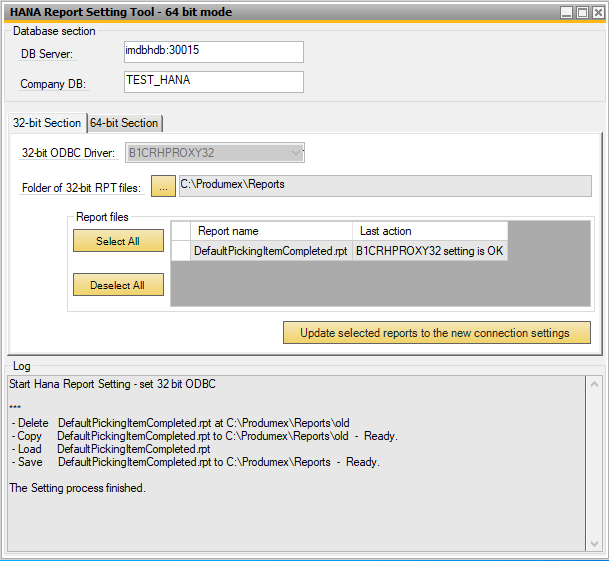 HANA Report Setting Tool - 64 bit mode
Database section
DB Server: imdbhdb:30015
Company DB: TEST_HANA
32-bit Section 64-bit Section
32-bit ODBC Driver: B1CRHPROXY32
Folder of 32-bit RPT files: ... C:\Produmex\Reports
Report files
Select All
Deselect All
Report name Last action
DefaultPickingItemCompleted.rpt B1CRHPROXY32 setting is OK
Update selected reports to the new connection settings
Log
Start Hana Report Setting - set 32 bit ODBC
***
- Delete DefaultPickingItemCompleted.rpt at C:\Produmex\Reports\old
- Copy DefaultPickingItemCompleted.rpt to C:\Produmex\Reports\old - Ready.
- Load DefaultPickingItemCompleted.rpt
- Save DefaultPickingItemCompleted.rpt to C:\Produmex\Reports - Ready.
The Setting process finished.